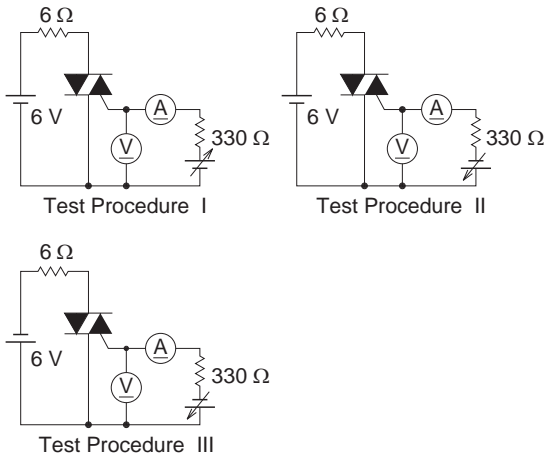 6 Ω
6 V
A
V
330 Ω
Test Procedure I
6 Ω
6 V
A
V
330 Ω
Test Procedure II
6 Ω
6 V
A
V
330 Ω
Test Procedure III